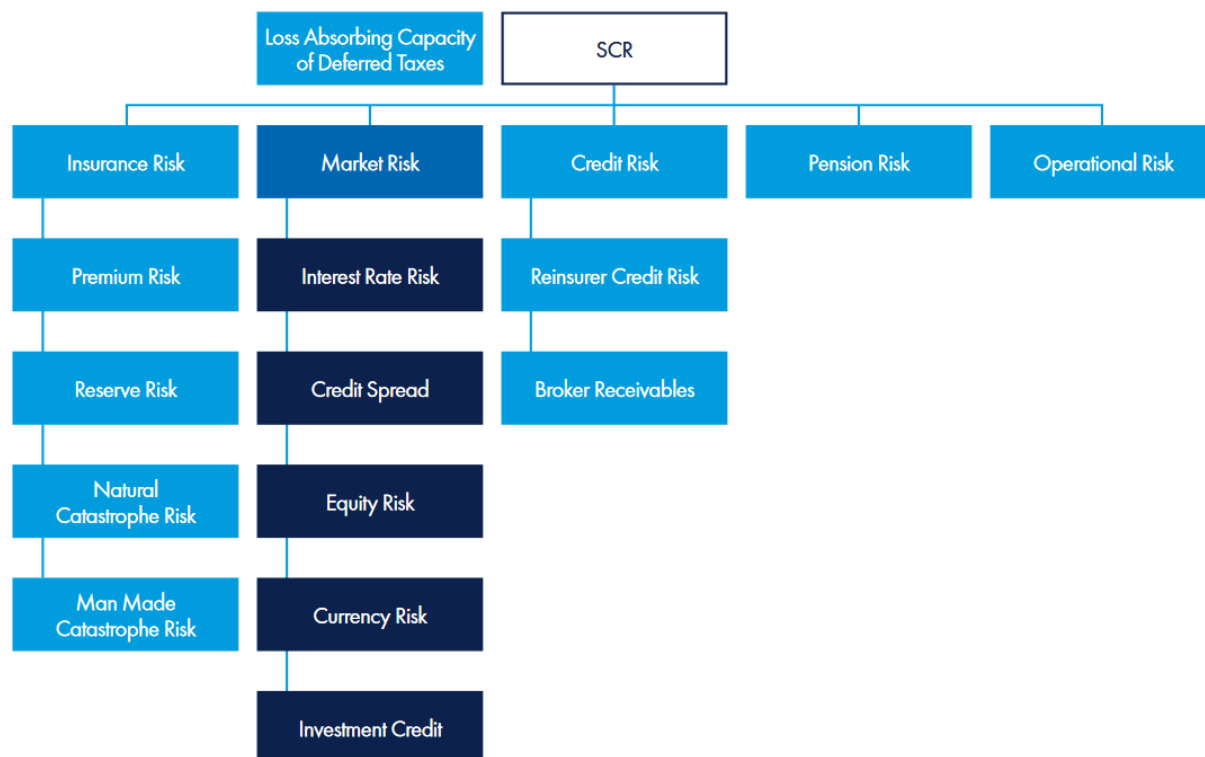 Loss Absorbing Capacity
of Deferred Taxes
SCR
Insurance Risk
Market Risk
Credit Risk
Pension Risk
Operational Risk
Premium Risk
Interest Rate Risk
Reinsurer Credit Risk
Reserve Risk
Credit Spread
Broker Receivables
Natural
Catastrophe Risk
Equity Risk
Man Made
Catastrophe Risk
Currency Risk
Investment Credit